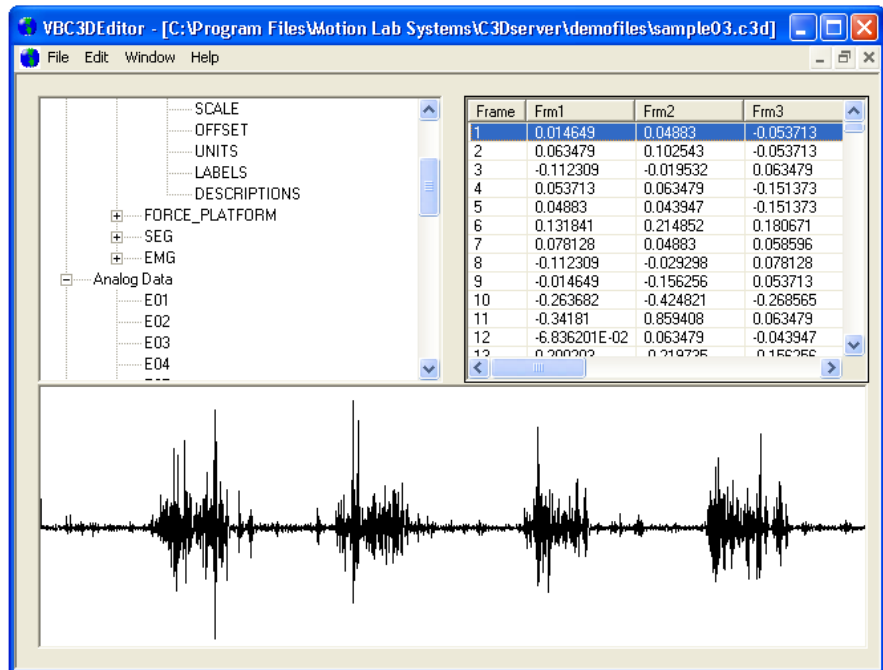 VBC3DEditor - [C:\Program Files\Motion Lab Systems\C3Dserver\demofiles\sample03.c3d]
File Edit Window Help
SCALE
OFFSET
UNITS
LABELS
DESCRIPTIONS
FORCE_PLATFORM
SEG
EMG
Analog Data
E01
E02
E03
E04
Frame Frm1 Frm2 Frm3
1 0.014649 0.04883 -0.053713
2 0.063479 0.102543 -0.053713
3 -0.112309 -0.019532 0.063479
4 0.053713 0.063479 -0.151373
5 0.04883 0.043947 -0.151373
6 0.131841 0.214852 0.180671
7 0.078128 0.04883 0.058596
8 -0.112309 -0.029298 0.078128
9 -0.014649 -0.156256 0.053713
10 -0.263682 -0.424821 -0.268565
11 -0.34181 0.859408 0.063479
12 -6.836201E-02 0.063479 -0.043947